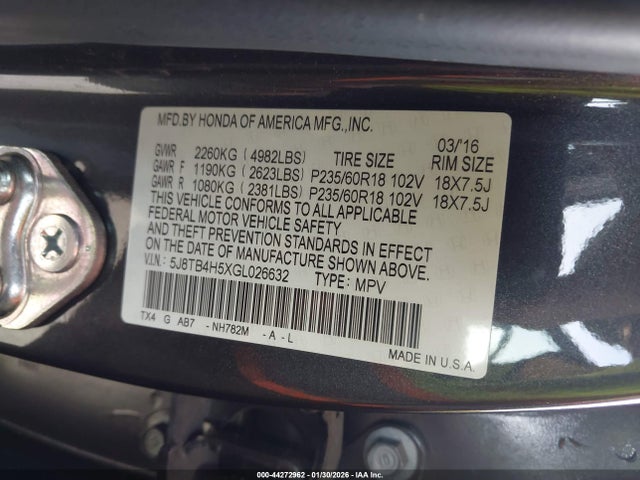 MFD.BY HONDA OF AMERICA MFG.,INC.
03/'16
GVWR 2260KG (4982LBS) TIRE SIZE RIM SIZE
GAWR F 1190KG (2623LBS) P235/60R18 102V 18X7.5J
GAWR R 1080KG (2381LBS) P235/60R18 102V 18X7.5J
THIS VEHICLE CONFORMS TO ALL APPLICABLE
FEDERAL MOTOR VEHICLE SAFETY
AND THEFT PREVENTION STANDARDS IN EFFECT
ON THE DATE OF MANUFACTURE SHOWN ABOVE.
V.I.N: 5J8TB4H5XGL026632 TYPE: MPV
TX4 G AB7 -NH782M -A-L
MADE IN U.S.A.
000-44272962 - 01/30/2026 - IAAI.CA